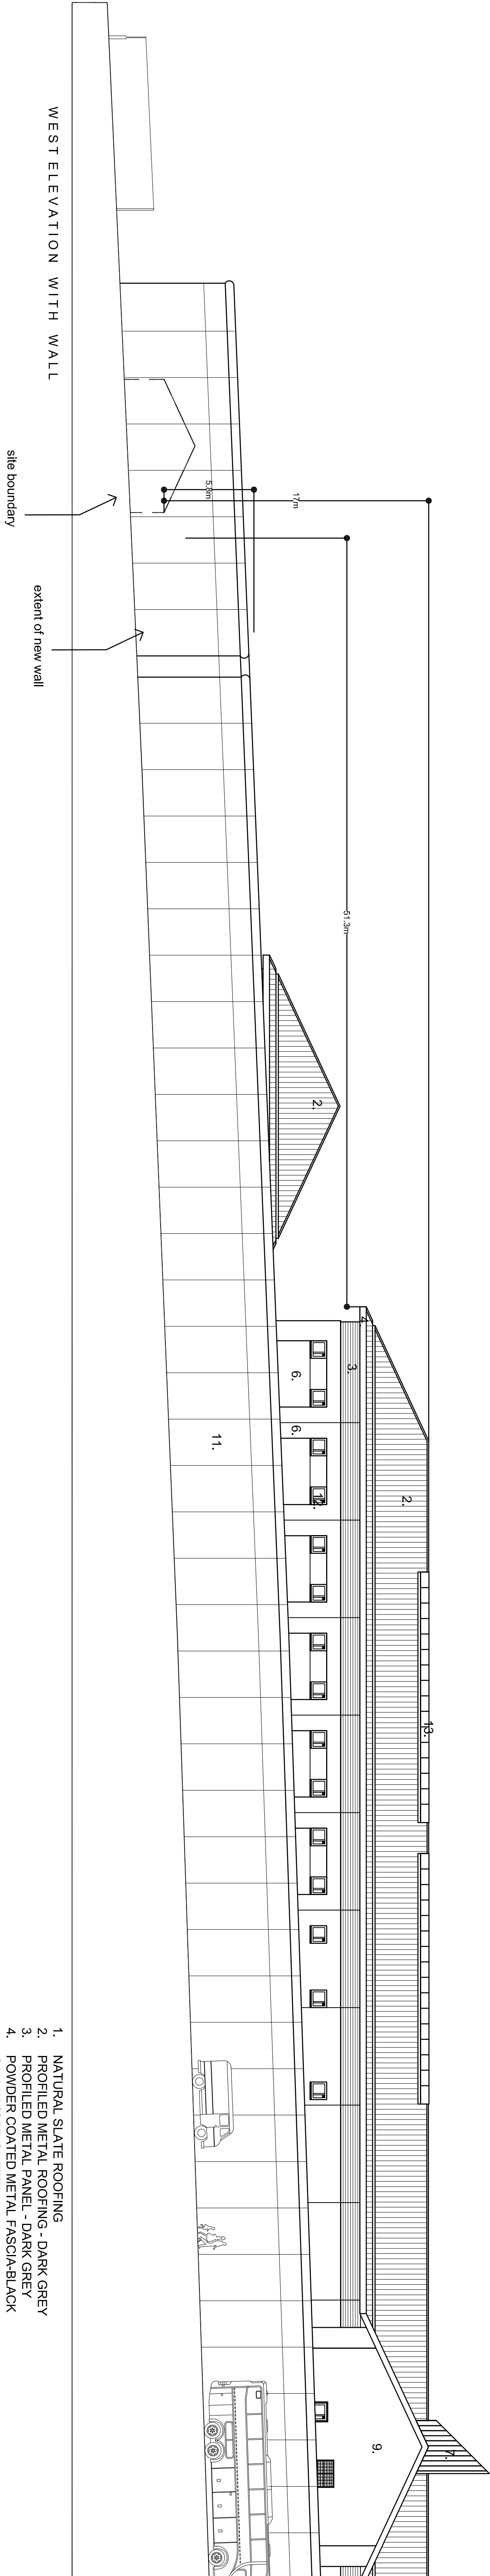 WEST ELEVATION WITH WALL
site boundary
extent of new wall
5.8m
17m
51.3m
2.
4.
3.
6.
6.
2.
11.
12.
13.
9.
7.
1. NATURAL SLATE ROOFING
2. PROFILED METAL ROOFING - DARK GREY
3. PROFILED METAL PANEL - DARK GREY
4. POWDER COATED METAL FASCIA-BLACK